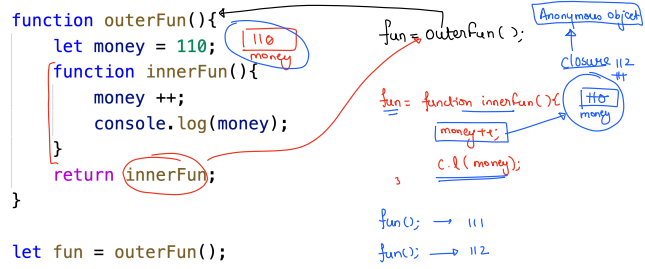 function outerFun(){
let money = 110;
function innerFun(){
money ++;
console.log(money);
}
return innerFun;
}
let fun = outerFun();
110
money
fun = outerFun();
Anonymous object
closure
112
111
110
money
fun = function innerFun(){
money++;
c.l(money);
}
fun(); → 111
fun(); → 112